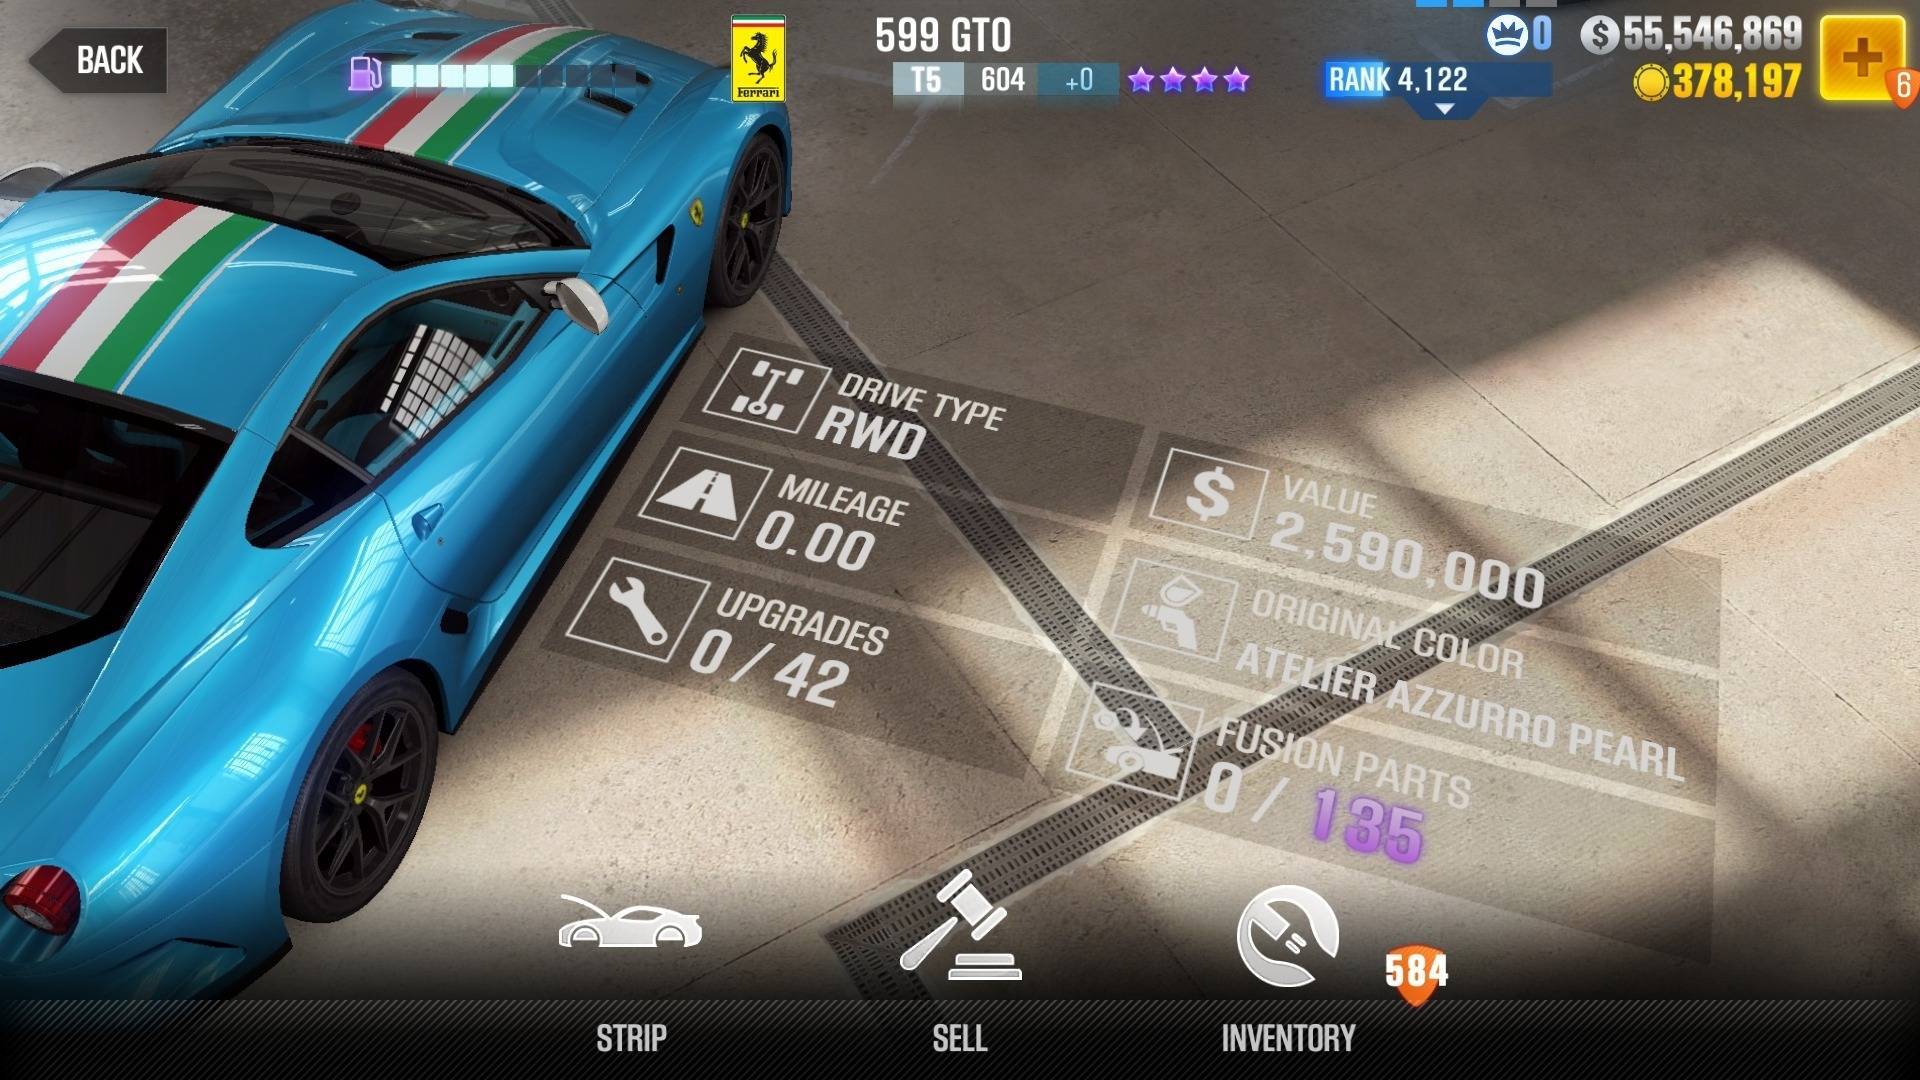 BACK
Ferrari
599 GTO
T5 604 +0
RANK 4,122
0
55,546,869
378,197
6
DRIVE TYPE
RWD
MILEAGE
0.00
UPGRADES
0/42
VALUE
2,590,000
ORIGINAL COLOR
ATELIER AZZURRO PEARL
FUSION PARTS
0/ 135
584
STRIP
SELL
INVENTORY